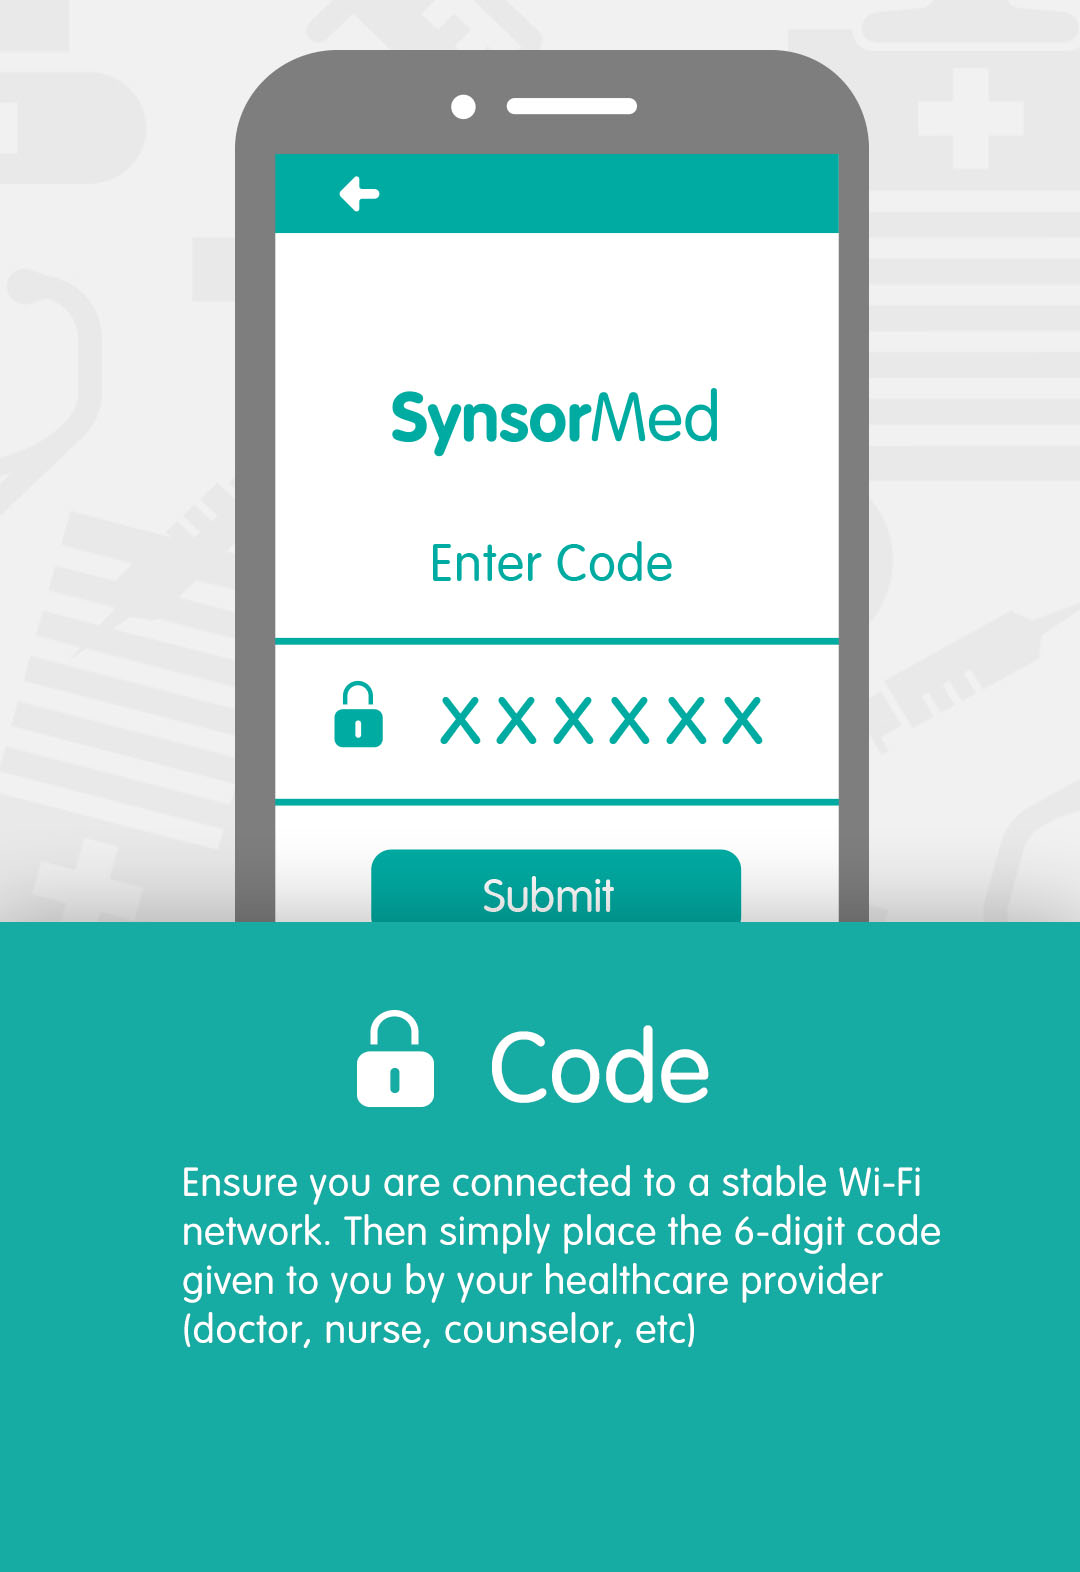 SynsorMed
Enter Code
X X X X X X
Submit
Code
Ensure you are connected to a stable Wi-Fi
network. Then simply place the 6-digit code
given to you by your healthcare provider
(doctor, nurse, counselor, etc)